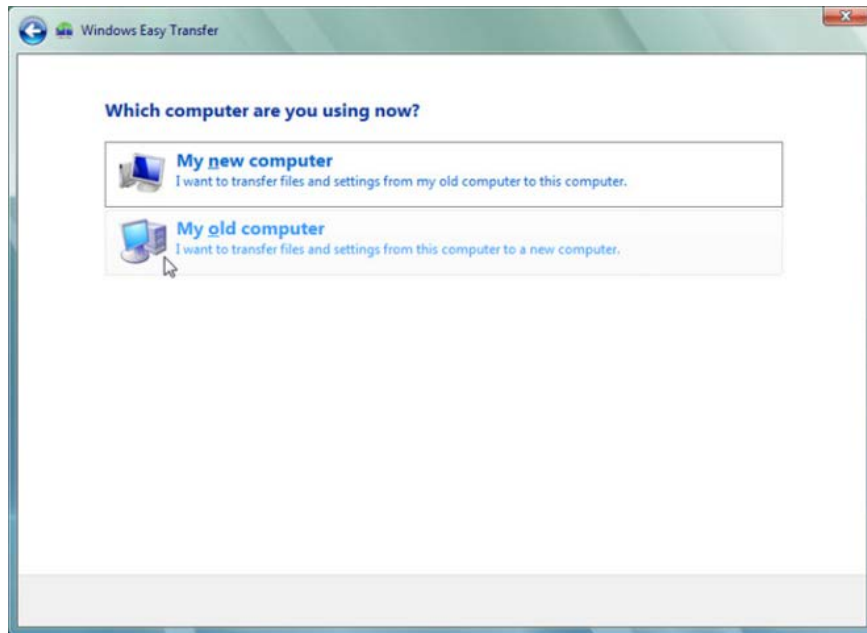 Windows Easy Transfer
Which computer are you using now?
My new computer
I want to transfer files and settings from my old computer to this computer.
My old computer
I want to transfer files and settings from this computer to a new computer.